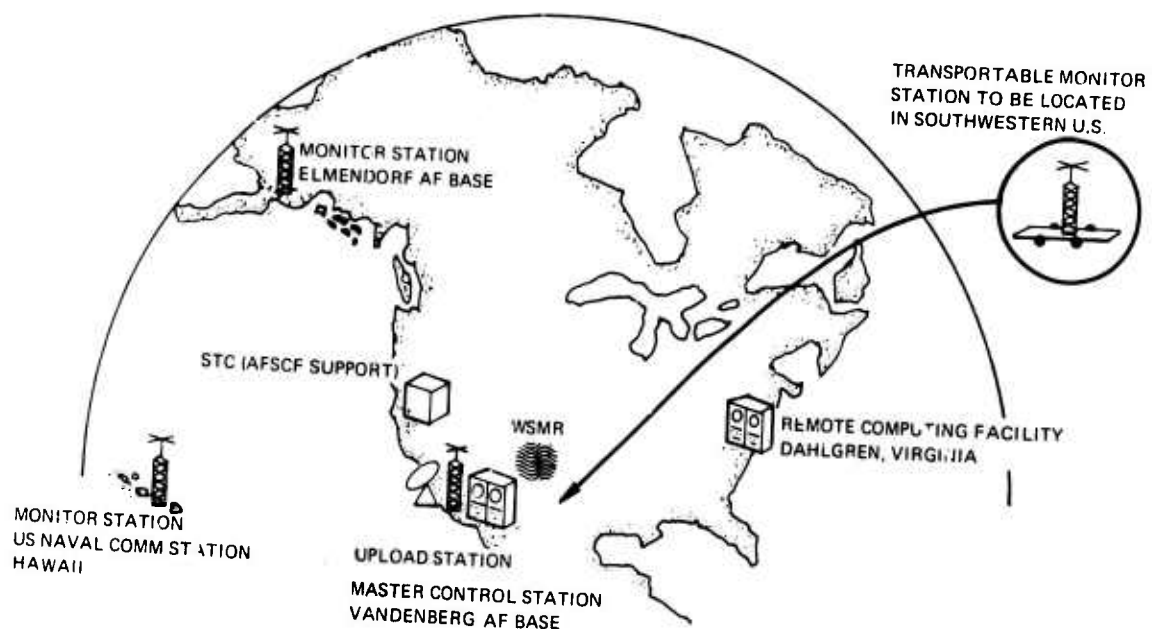 TRANSPORTABLE MONITOR
STATION TO BE LOCATED
IN SOUTHWESTERN U.S.
MONITOR STATION
ELMENDORF AF BASE
STC (AFSCF SUPPORT)
WSMR
REMOTE COMPUTING FACILITY
DAHLGREN, VIRGINIA
MONITOR STATION
US NAVAL COMM STATION
HAWAII
UPLOAD STATION
MASTER CONTROL STATION
VANDENBERG AF BASE